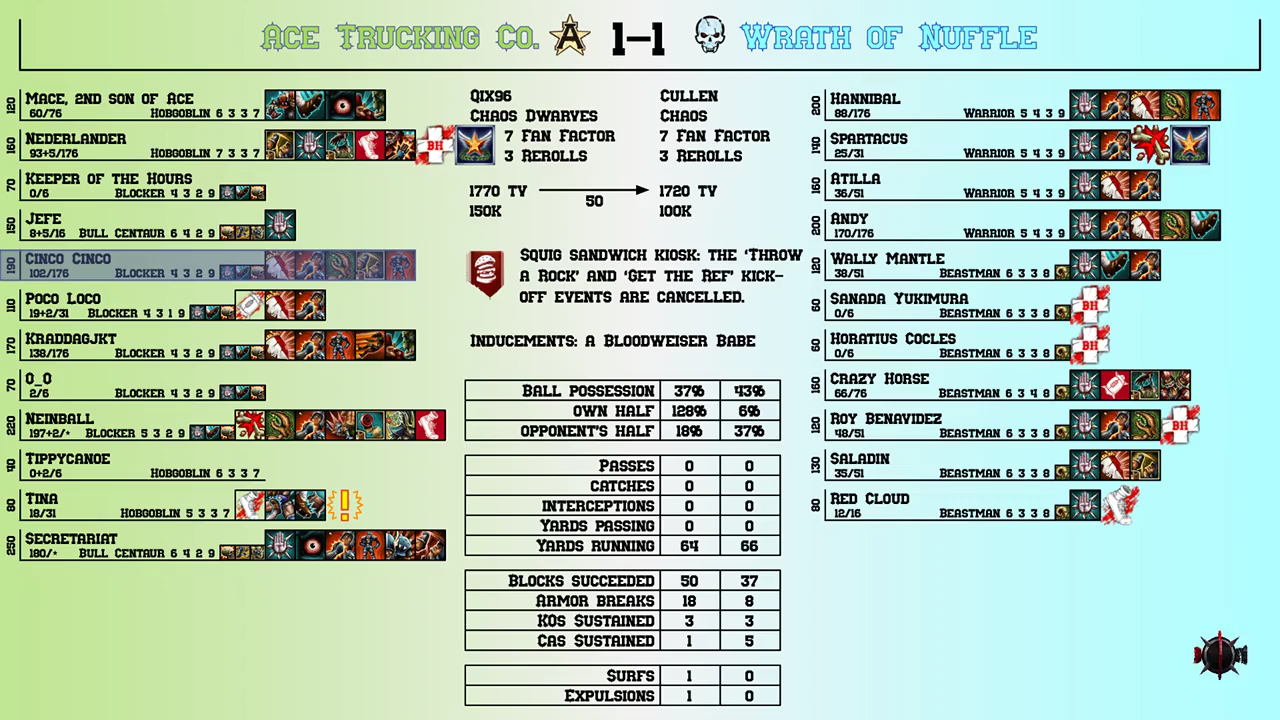 Ace Trucking Co. A 1–1 Wrath of Nuffle
120 Mace, 2nd son of Ace
60/76 Hobgoblin 6 3 3 7
160 Nederlander
93+5/176 Hobgoblin 7 3 3 7 BH
70 Keeper of the Hours
0/6 Blocker 4 3 2 9
150 Jefe
8+5/16 Bull Centaur 6 4 2 9
190 Cinco Cinco
102/176 Blocker 4 3 2 9
110 Poco Loco
19+2/31 Blocker 4 3 1 9
170 Kraddagjkt
138/176 Blocker 4 3 2 9
70 O_O
2/6 Blocker 4 3 2 9
220 Neinball
197+2/* Blocker 5 3 2 9
40 Tippycanoe
0+2/6 Hobgoblin 6 3 3 7
80 Tina
18/31 Hobgoblin 5 3 3 7 !
250 Secretariat
180/* Bull Centaur 6 4 2 9
Qix96 Cullen
Chaos Dwarves Chaos
7 Fan Factor 7 Fan Factor
3 Rerolls 3 Rerolls
1770 TV 50 1720 TV
150K 100K
Squig sandwich kiosk: the 'Throw
a Rock' and 'Get the Ref' kick-
off events are cancelled.
Inducements: a Bloodweiser Babe
Ball possession 37% 43%
Own half 128% 6%
Opponent's half 18% 37%
Passes 0 0
Catches 0 0
Interceptions 0 0
Yards passing 0 0
Yards running 64 66
Blocks succeeded 50 37
Armor breaks 18 8
KOs sustained 3 3
Cas sustained 1 5
Surfs 1 0
Expulsions 1 0
200 Hannibal
88/176 Warrior 5 4 3 9
190 Spartacus
25/31 Warrior 5 4 3 9
160 Atilla
36/51 Warrior 5 4 3 9
200 Andy
170/176 Warrior 5 4 3 9
120 Wally Mantle
38/51 Beastman 6 3 3 8
60 Sanada Yukimura
0/6 Beastman 6 3 3 8 BH
60 Horatius Cocles
0/6 Beastman 6 3 3 8 BH
160 Crazy Horse
66/76 Beastman 6 3 4 8
120 Roy Benavidez
48/51 Beastman 6 3 3 8 BH
130 Saladin
35/51 Beastman 6 3 3 8
80 Red Cloud
12/16 Beastman 6 3 3 8